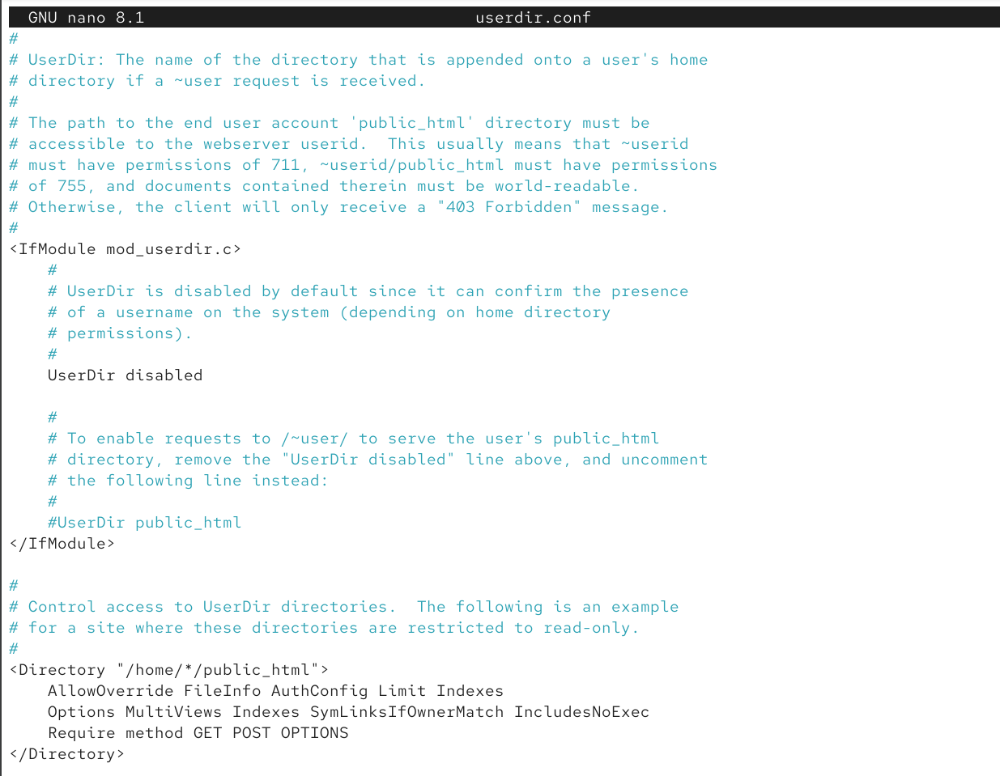 GNU nano 8.1 userdir.conf
#
# UserDir: The name of the directory that is appended onto a user's home
# directory if a ~user request is received.
#
# The path to the end user account 'public_html' directory must be
# accessible to the webserver userid.  This usually means that ~userid
# must have permissions of 711, ~userid/public_html must have permissions
# of 755, and documents contained therein must be world-readable.
# Otherwise, the client will only receive a "403 Forbidden" message.
#
<IfModule mod_userdir.c>
    #
    # UserDir is disabled by default since it can confirm the presence
    # of a username on the system (depending on home directory
    # permissions).
    #
    UserDir disabled

    #
    # To enable requests to /~user/ to serve the user's public_html
    # directory, remove the "UserDir disabled" line above, and uncomment
    # the following line instead:
    #
    #UserDir public_html
</IfModule>

#
# Control access to UserDir directories.  The following is an example
# for a site where these directories are restricted to read-only.
#
<Directory "/home/*/public_html">
    AllowOverride FileInfo AuthConfig Limit Indexes
    Options MultiViews Indexes SymLinksIfOwnerMatch IncludesNoExec
    Require method GET POST OPTIONS
</Directory>